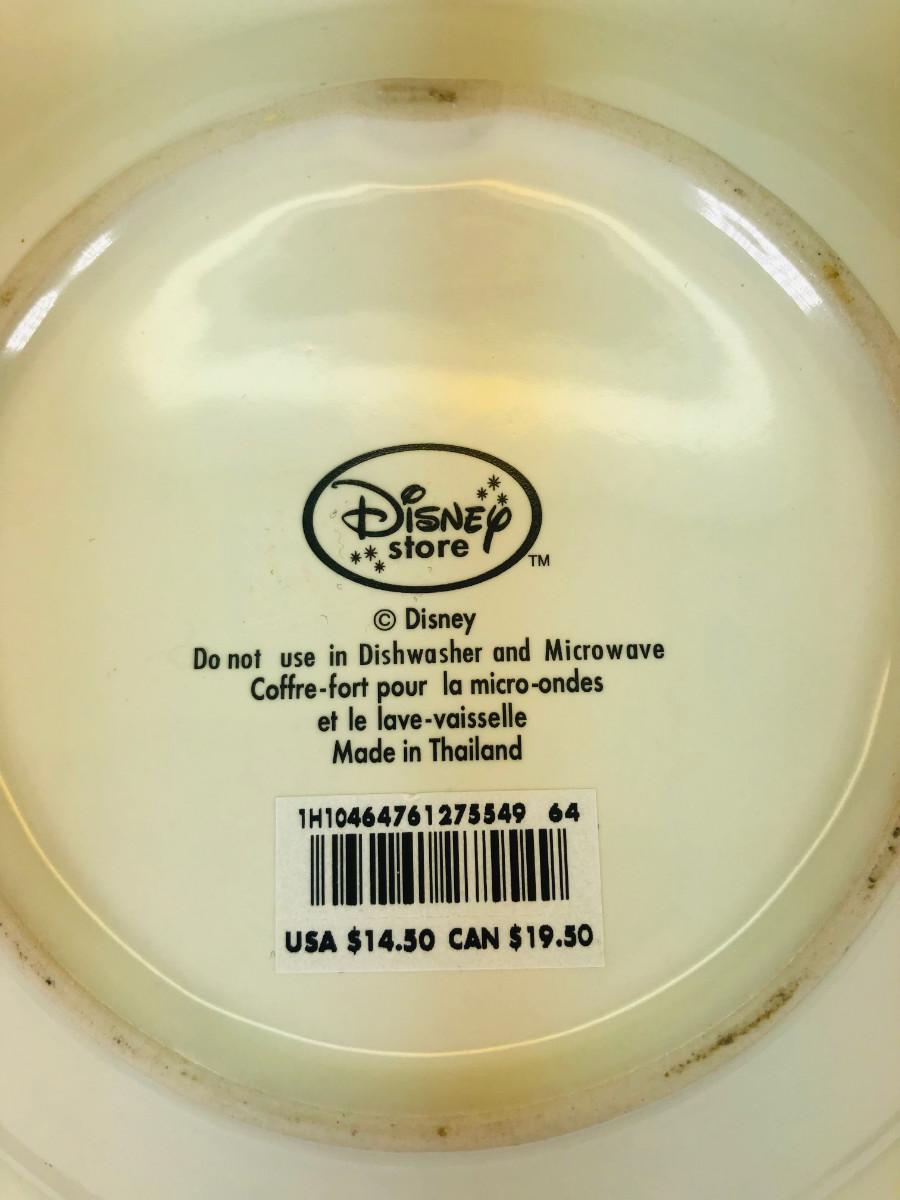 Disney
store
TM
© Disney
Do not use in Dishwasher and Microwave
Coffre-fort pour la micro-ondes
et le lave-vaisselle
Made in Thailand
1H10464761275549 64
USA $14.50 CAN $19.50